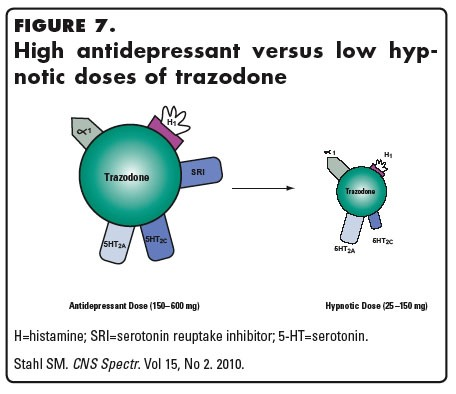 FIGURE 7.
High antidepressant versus low hyp-
notic doses of trazodone
α1
H1
Trazodone
SRI
5HT2A
5HT2C
α1
H1
Trazodone
5HT2A
5HT2C
Antidepressant Dose (150–600 mg)
Hypnotic Dose (25–150 mg)
H=histamine; SRI=serotonin reuptake inhibitor; 5-HT=serotonin.
Stahl SM. CNS Spectr. Vol 15, No 2. 2010.